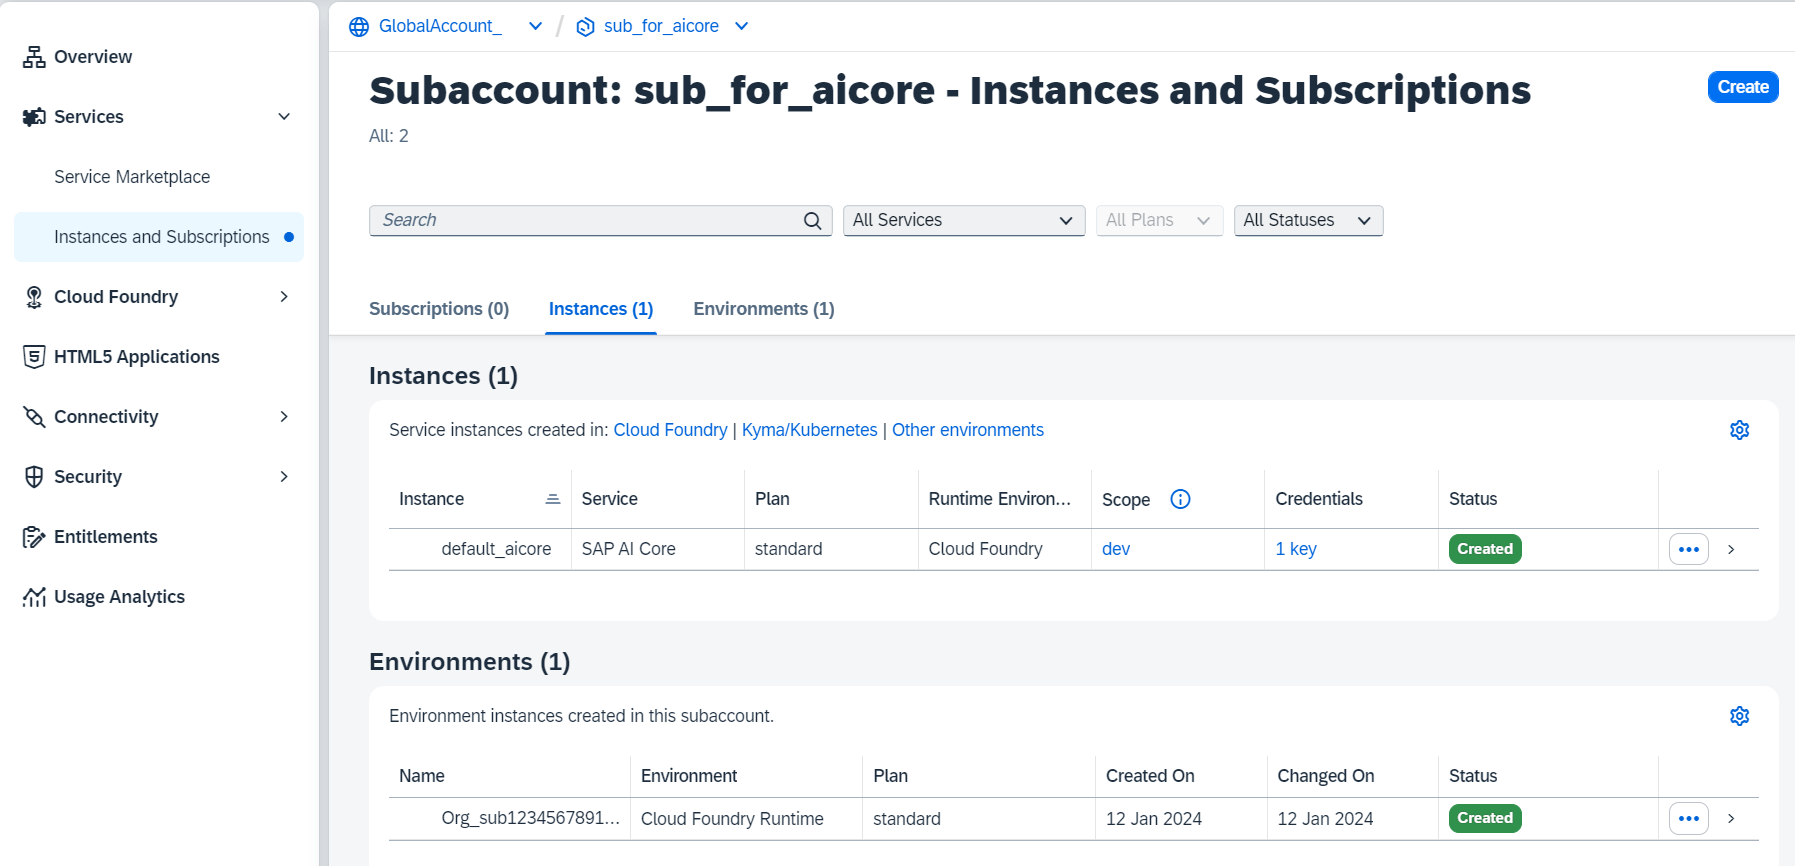 GlobalAccount_ / sub_for_aicore
Overview
Services
Service Marketplace
Instances and Subscriptions
Cloud Foundry
HTML5 Applications
Connectivity
Security
Entitlements
Usage Analytics
Subaccount: sub_for_aicore - Instances and Subscriptions
Create
All: 2
Search All Services All Plans All Statuses
Subscriptions (0) Instances (1) Environments (1)
Instances (1)
Service instances created in: Cloud Foundry | Kyma/Kubernetes | Other environments
Instance Service Plan Runtime Environ... Scope Credentials Status
default_aicore SAP AI Core standard Cloud Foundry dev 1 key Created
Environments (1)
Environment instances created in this subaccount.
Name Environment Plan Created On Changed On Status
Org_sub1234567891... Cloud Foundry Runtime standard 12 Jan 2024 12 Jan 2024 Created